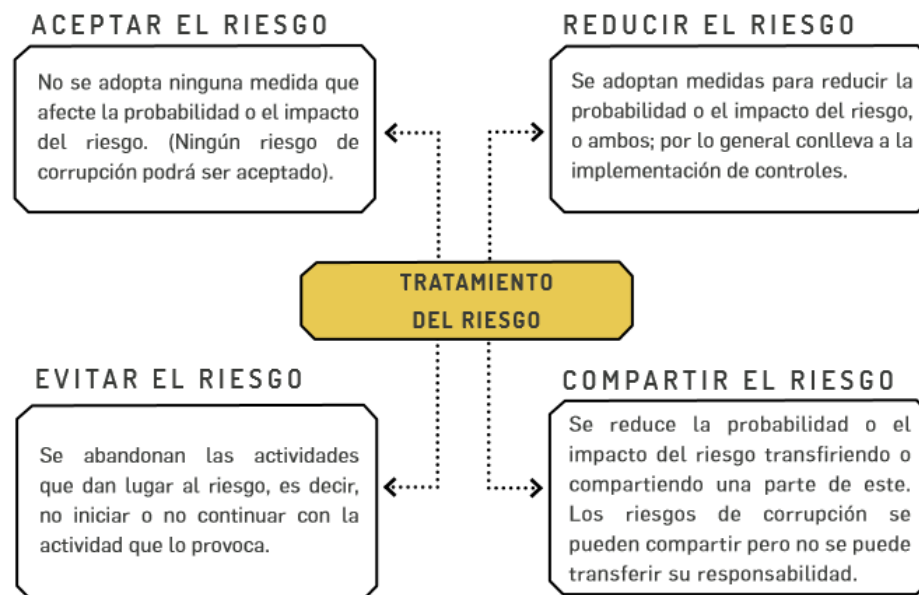 ACEPTAR EL RIESGO
No se adopta ninguna medida que
afecte la probabilidad o el impacto
del riesgo. (Ningún riesgo de
corrupción podrá ser aceptado).
REDUCIR EL RIESGO
Se adoptan medidas para reducir la
probabilidad o el impacto del riesgo,
o ambos; por lo general conlleva a la
implementación de controles.
TRATAMIENTO
DEL RIESGO
EVITAR EL RIESGO
Se abandonan las actividades
que dan lugar al riesgo, es decir,
no iniciar o no continuar con la
actividad que lo provoca.
COMPARTIR EL RIESGO
Se reduce la probabilidad o el
impacto del riesgo transfiriendo o
compartiendo una parte de este.
Los riesgos de corrupción se
pueden compartir pero no se puede
transferir su responsabilidad.